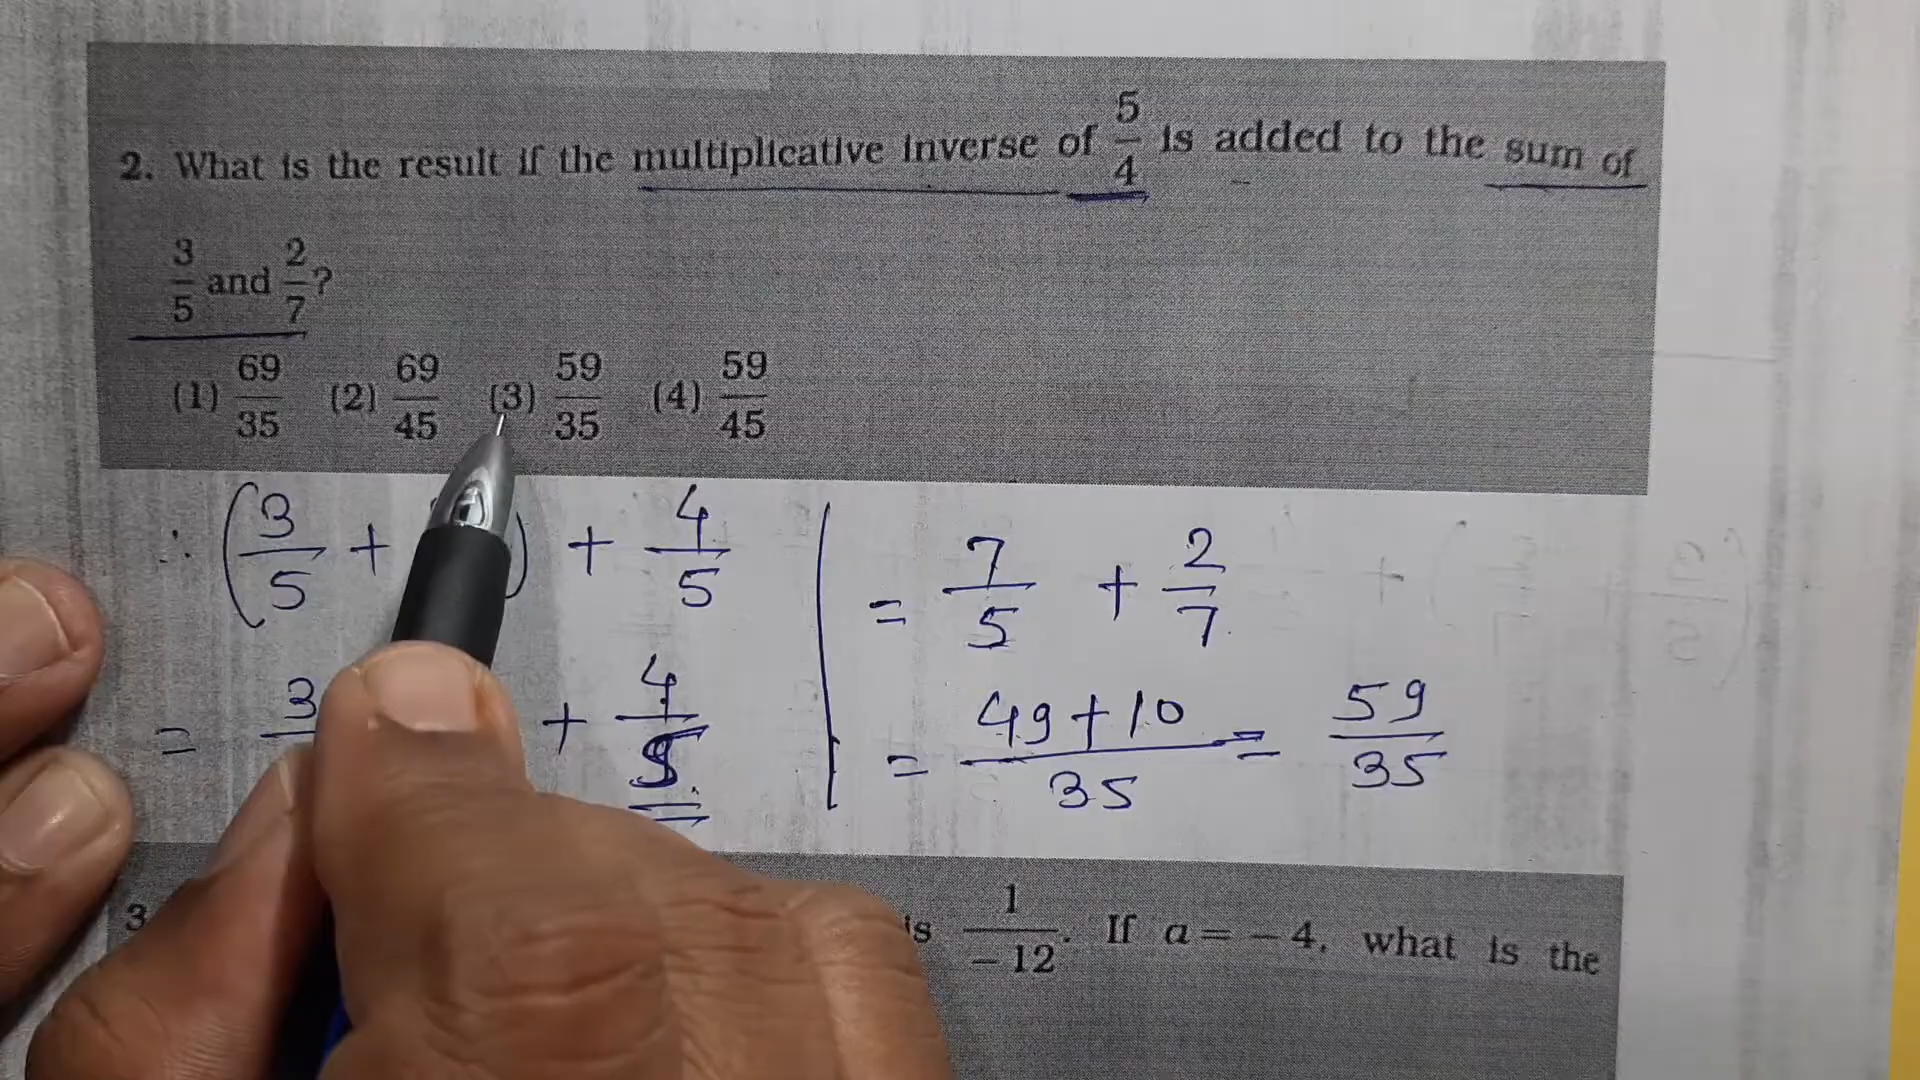 2. What is the result if the multiplicative inverse of 5/4 is added to the sum of
3/5 and 2/7?
(1) 69/35 (2) 69/45 (3) 59/35 (4) 59/45
∴ (3/5 + ) + 4/5
= 3 + 4/5
= 7/5 + 2/7
= (49+10)/35 = 59/35
3. is 1/-12. If a = -4, what is the